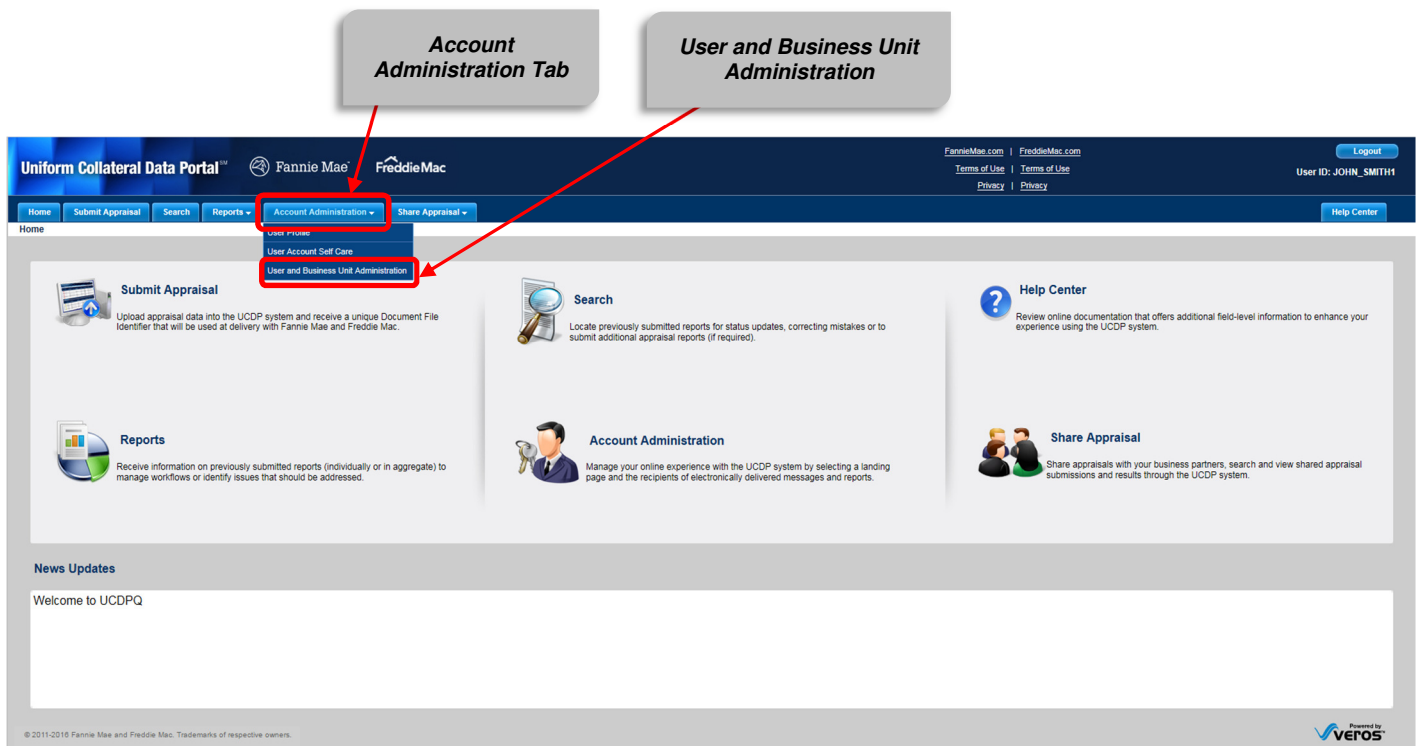 Account
Administration Tab
User and Business Unit
Administration
Uniform Collateral Data Portal℠
Fannie Mae®
Freddie Mac
FannieMae.com | FreddieMac.com
Terms of Use | Terms of Use
Privacy | Privacy
Logout
User ID: JOHN_SMITH1
Home Submit Appraisal Search Reports Account Administration Share Appraisal Help Center
Home
User Profile
User Account Self Care
User and Business Unit Administration
Submit Appraisal
Upload appraisal data into the UCDP system and receive a unique Document File
Identifier that will be used at delivery with Fannie Mae and Freddie Mac.
Search
Locate previously submitted reports for status updates, correcting mistakes or to
submit additional appraisal reports (if required).
Help Center
Review online documentation that offers additional field-level information to enhance your
experience using the UCDP system.
Reports
Receive information on previously submitted reports (individually or in aggregate) to
manage workflows or identify issues that should be addressed.
Account Administration
Manage your online experience with the UCDP system by selecting a landing
page and the recipients of electronically delivered messages and reports.
Share Appraisal
Share appraisals with your business partners, search and view shared appraisal
submissions and results through the UCDP system.
News Updates
Welcome to UCDPQ
© 2011-2016 Fannie Mae and Freddie Mac. Trademarks of respective owners.
Powered by
veros™